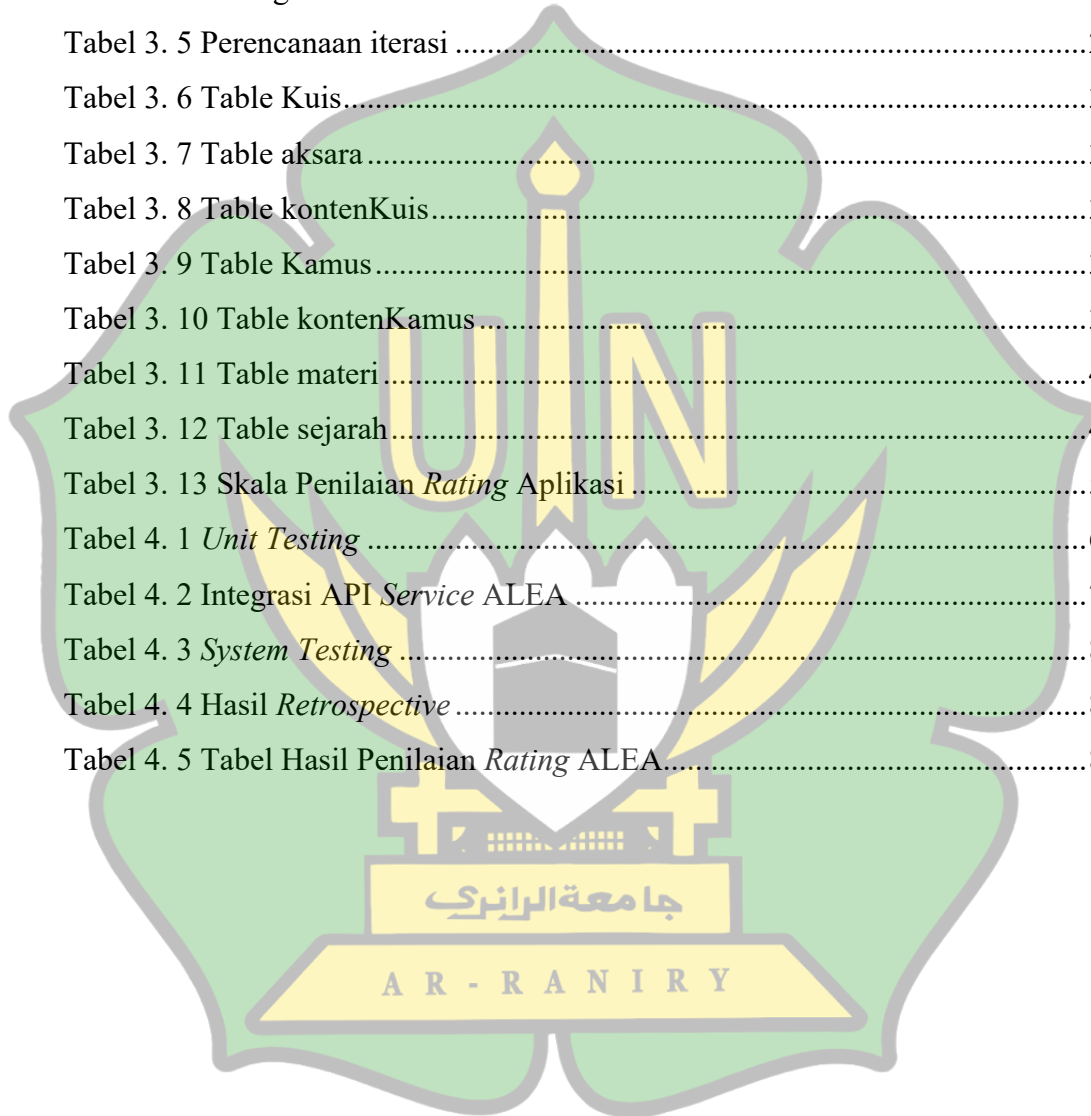 Tabel 3. 5 Perencanaan iterasi ........................................................................
Tabel 3. 6 Table Kuis........................................................................
Tabel 3. 7 Table aksara ........................................................................
Tabel 3. 8 Table kontenKuis........................................................................
Tabel 3. 9 Table Kamus ........................................................................
Tabel 3. 10 Table kontenKamus........................................................................
Tabel 3. 11 Table materi ........................................................................
Tabel 3. 12 Table sejarah........................................................................
Tabel 3. 13 Skala Penilaian Rating Aplikasi ........................................................................
Tabel 4. 1 Unit Testing ........................................................................
Tabel 4. 2 Integrasi API Service ALEA ........................................................................
Tabel 4. 3 System Testing ........................................................................
Tabel 4. 4 Hasil Retrospective ........................................................................
Tabel 4. 5 Tabel Hasil Penilaian Rating ALEA........................................................................
UIN
جامعة الرانري
AR-RANIRY